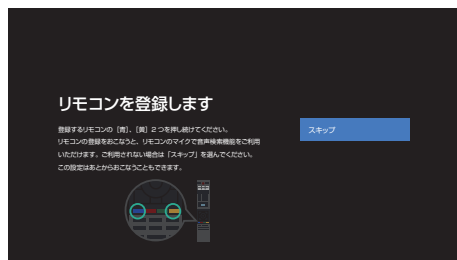 リモコンを登録します
登録するリモコンの［青］、［黄］2つを押し続けてください。
リモコンの登録をおこなうと、リモコンのマイクで音声検索機能をご利用
いただけます。ご利用されない場合は「スキップ」を選んでください。
この設定はあとからおこなうこともできます。
スキップ